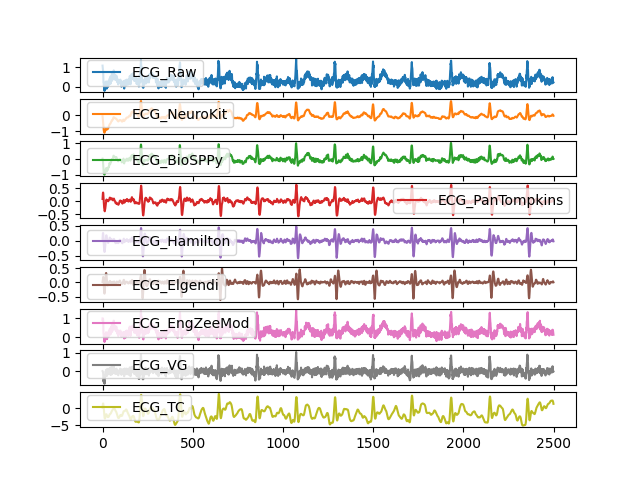 1
0
ECG_Raw
0
−1
ECG_NeuroKit
1
0
−1
ECG_BioSPPy
0.5
0.0
−0.5
ECG_PanTompkins
0.5
0.0
−0.5
ECG_Hamilton
0.5
0.0
−0.5
ECG_Elgendi
1
0
ECG_EngZeeMod
1
0
ECG_VG
0
−5
ECG_TC
0 500 1000 1500 2000 2500